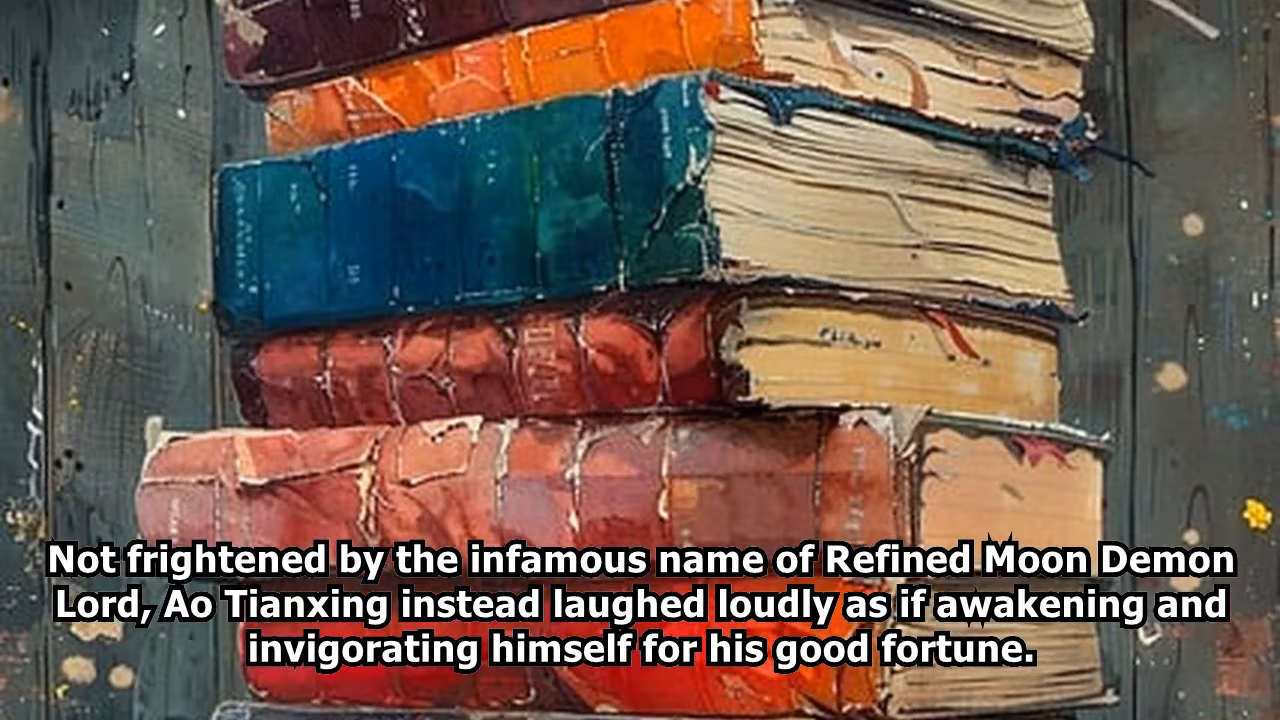 Not frightened by the infamous name of Refined Moon Demon
Lord, Ao Tianxing instead laughed loudly as if awakening and
invigorating himself for his good fortune.